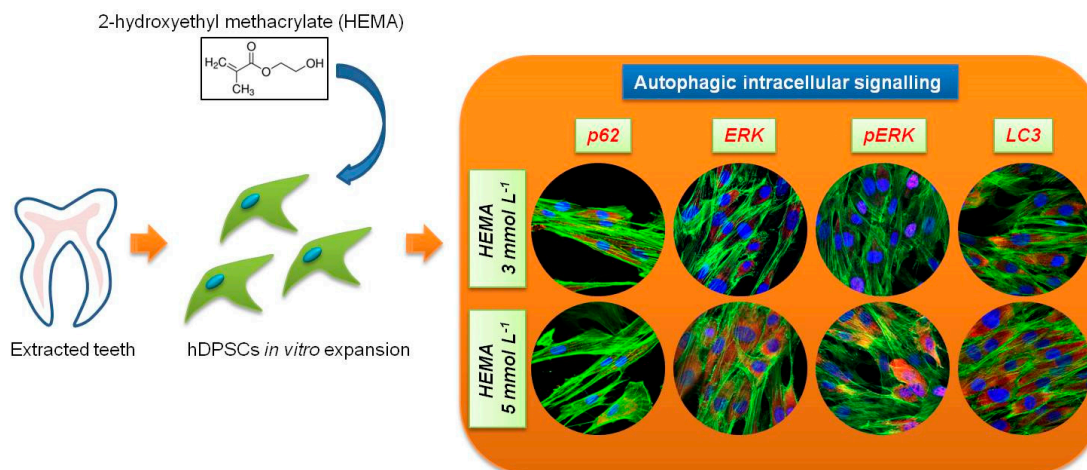 2-hydroxyethyl methacrylate (HEMA)
H₂C
O
O
OH
CH₃
Extracted teeth
hDPSCs in vitro expansion
Autophagic intracellular signalling
p62
ERK
pERK
LC3
HEMA
3 mmol L⁻¹
HEMA
5 mmol L⁻¹